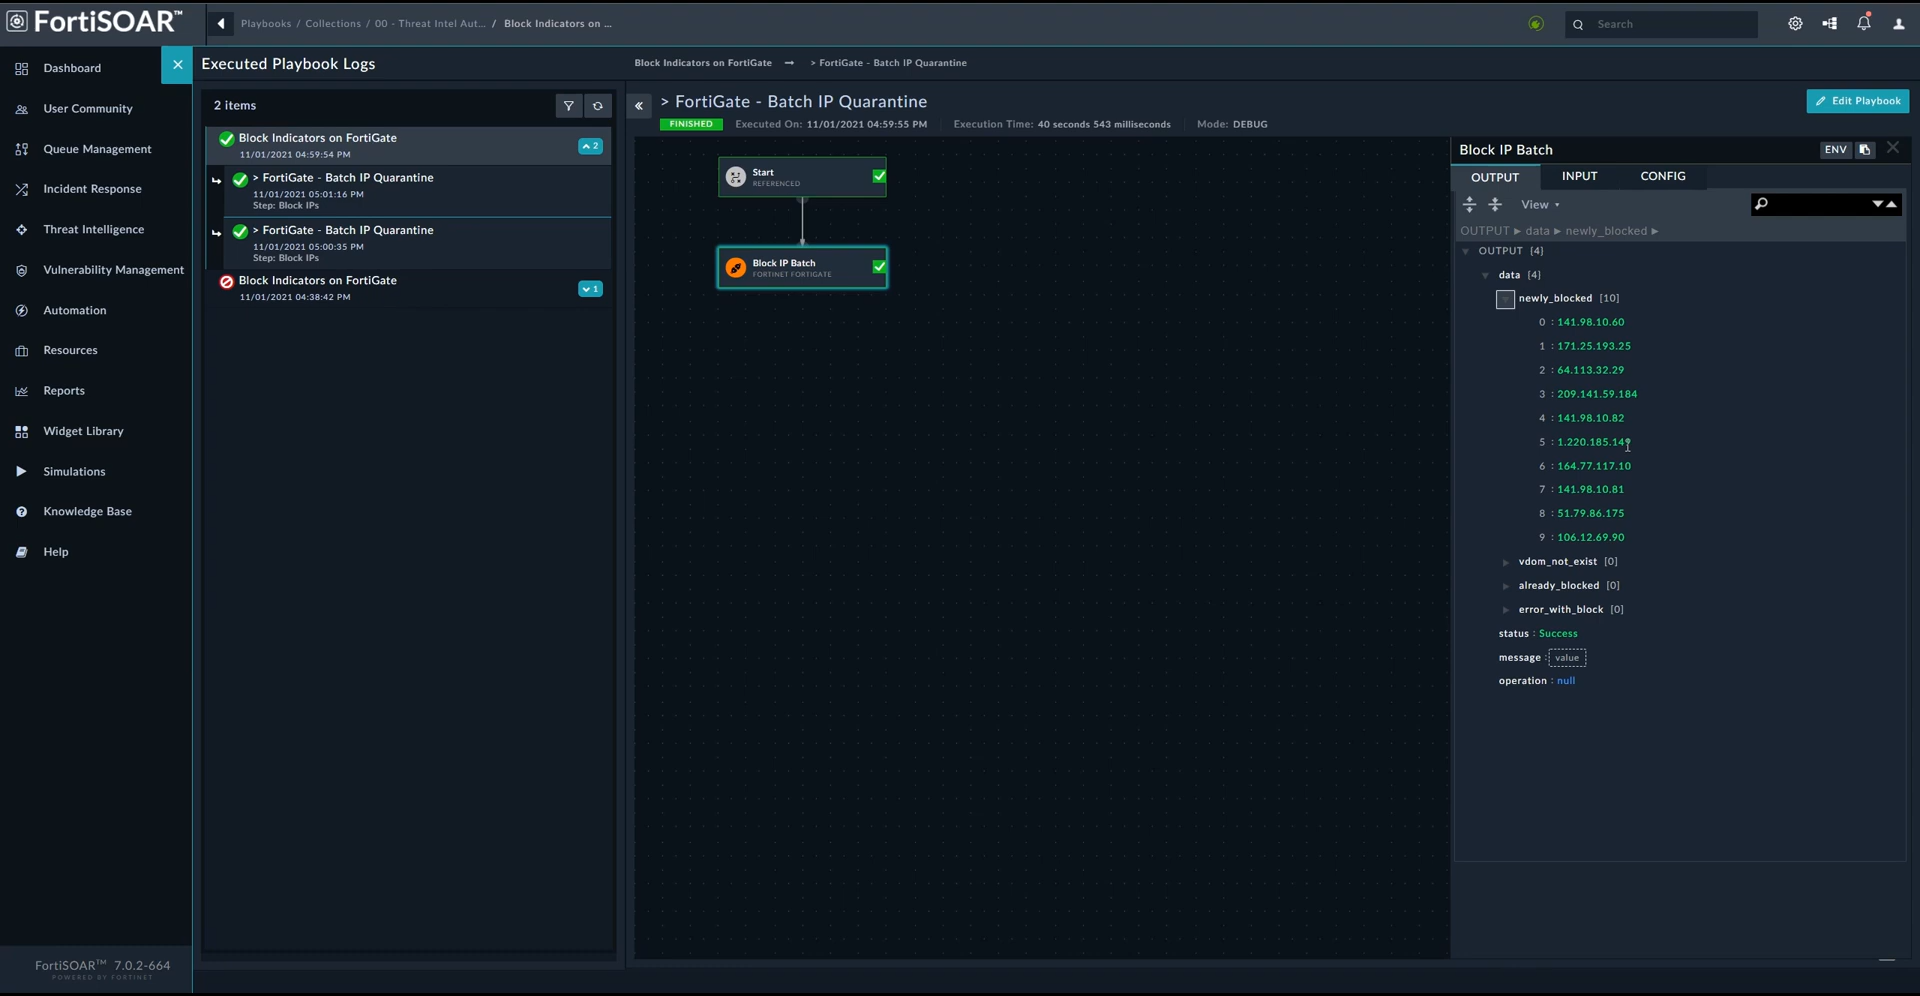 FortiSOAR™
Playbooks / Collections / 00 - Threat Intel Aut... / Block Indicators on ...
Search
Dashboard
User Community
Queue Management
Incident Response
Threat Intelligence
Vulnerability Management
Automation
Resources
Reports
Widget Library
Simulations
Knowledge Base
Help
FortiSOAR™ 7.0.2-664
POWERED BY FORTINET
Executed Playbook Logs
2 items
Block Indicators on FortiGate
11/01/2021 04:59:54 PM
2
> FortiGate - Batch IP Quarantine
11/01/2021 05:01:16 PM
Step: Block IPs
> FortiGate - Batch IP Quarantine
11/01/2021 05:00:35 PM
Step: Block IPs
Block Indicators on FortiGate
11/01/2021 04:38:42 PM
1
Block Indicators on FortiGate → > FortiGate - Batch IP Quarantine
> FortiGate - Batch IP Quarantine
Edit Playbook
FINISHED Executed On: 11/01/2021 04:59:55 PM Execution Time: 40 seconds 543 milliseconds Mode: DEBUG
Start
REFERENCED
Block IP Batch
FORTINET FORTIGATE
Block IP Batch
ENV
OUTPUT INPUT CONFIG
View
OUTPUT ▶ data ▶ newly_blocked ▶
OUTPUT [4]
data [4]
newly_blocked [10]
0 : 141.98.10.60
1 : 171.25.193.25
2 : 64.113.32.29
3 : 209.141.59.184
4 : 141.98.10.82
5 :
6 : 164.77.117.10
7 : 141.98.10.81
8 : 51.79.86.175
9 : 106.12.69.90
vdom_not_exist [0]
already_blocked [0]
error_with_block [0]
status : Success
message : value
operation : null